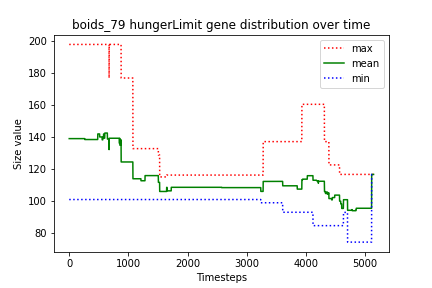 boids_79 hungerLimit gene distribution over time
200
180
160
140
120
100
80
Size value
max
mean
min
0
1000
2000
3000
4000
5000
Timesteps